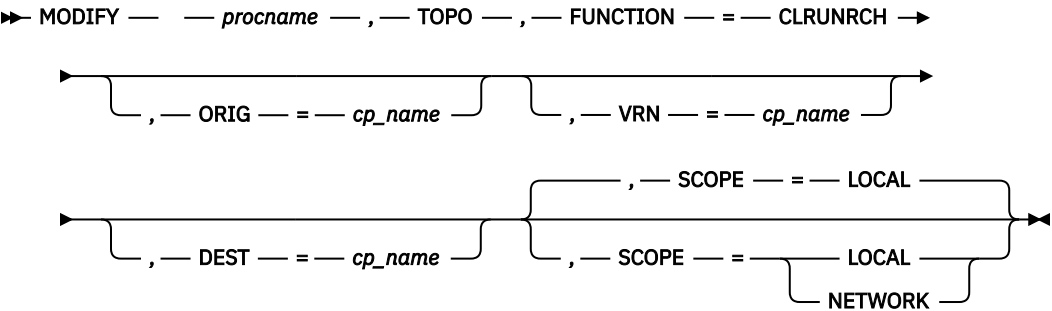 MODIFY procname , TOPO , FUNCTION = CLRUNRCH
, ORIG = cp_name , VRN = cp_name
, SCOPE = LOCAL
, DEST = cp_name , SCOPE = LOCAL
NETWORK